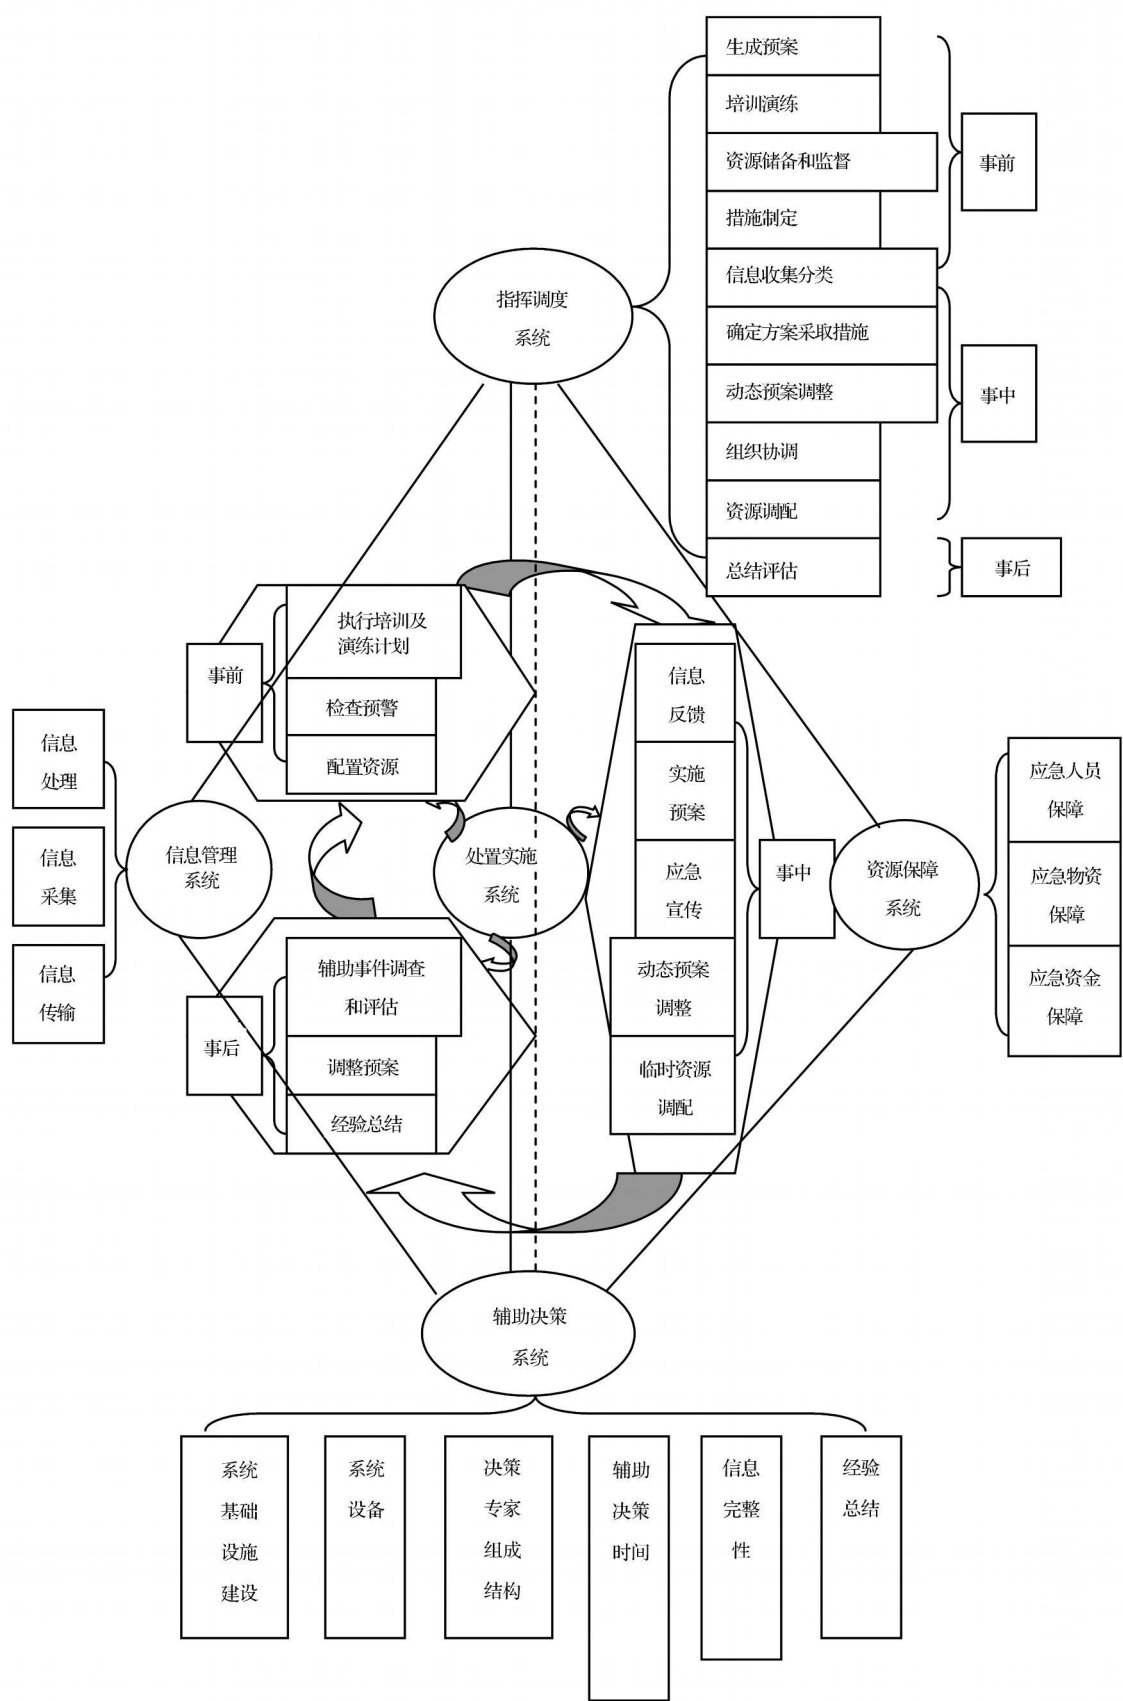 生成预案
培训演练
资源储备和监督
措施制定
信息收集分类
确定方案采取措施
动态预案调整
组织协调
资源调配
总结评估
事前
事中
事后
指挥调度
系统
事前
执行培训及
演练计划
检查预警
配置资源
信息
反馈
实施
预案
应急
宣传
动态预案
调整
临时资源
调配
事中
信息
处理
信息
采集
信息
传输
信息管理
系统
处置实施
系统
资源保障
系统
应急人员
保障
应急物资
保障
应急资金
保障
事后
辅助事件调查
和评估
调整预案
经验总结
辅助决策
系统
系统
基础
设施
建设
系统
设备
决策
专家
组成
结构
辅助
决策
时间
信息
完整
性
经验
总结